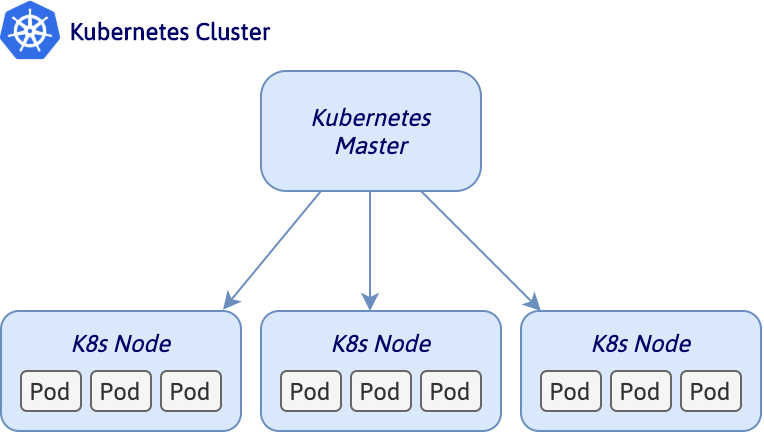 Kubernetes Cluster
Kubernetes
Master
K8s Node
Pod Pod Pod
K8s Node
Pod Pod Pod
K8s Node
Pod Pod Pod